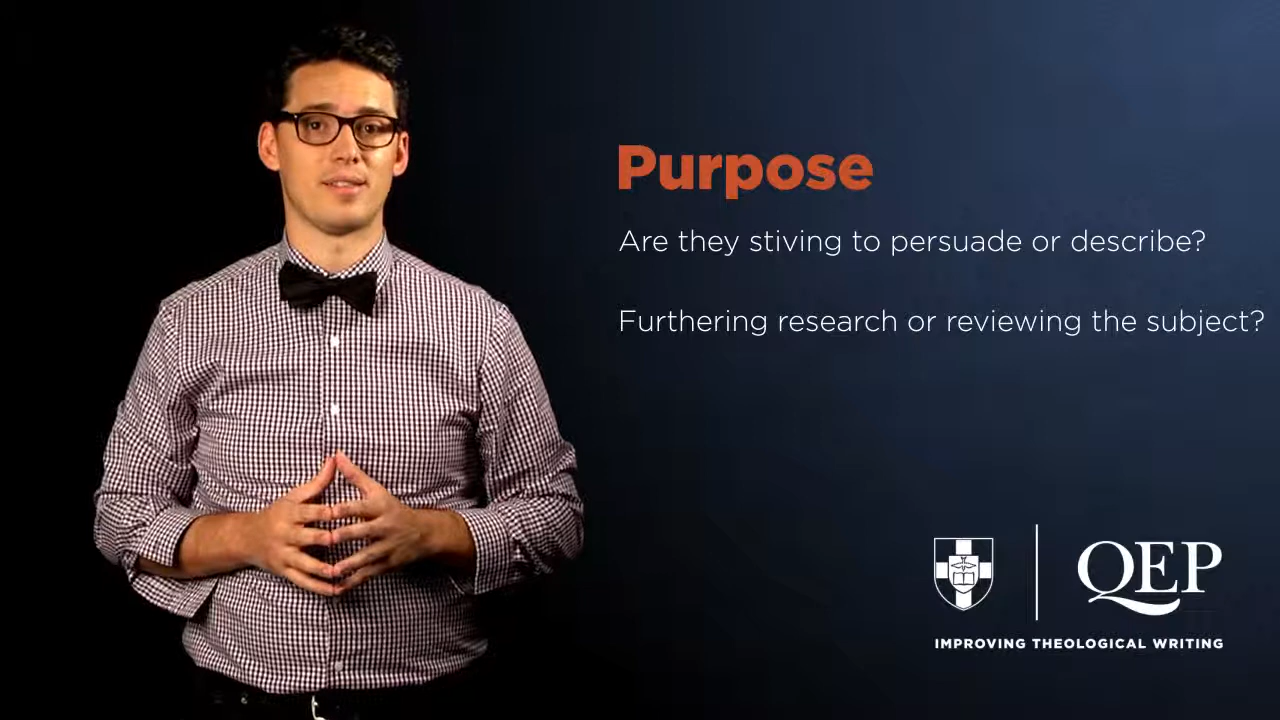 Purpose
Are they stiving to persuade or describe?
Furthering research or reviewing the subject?
QEP
IMPROVING THEOLOGICAL WRITING